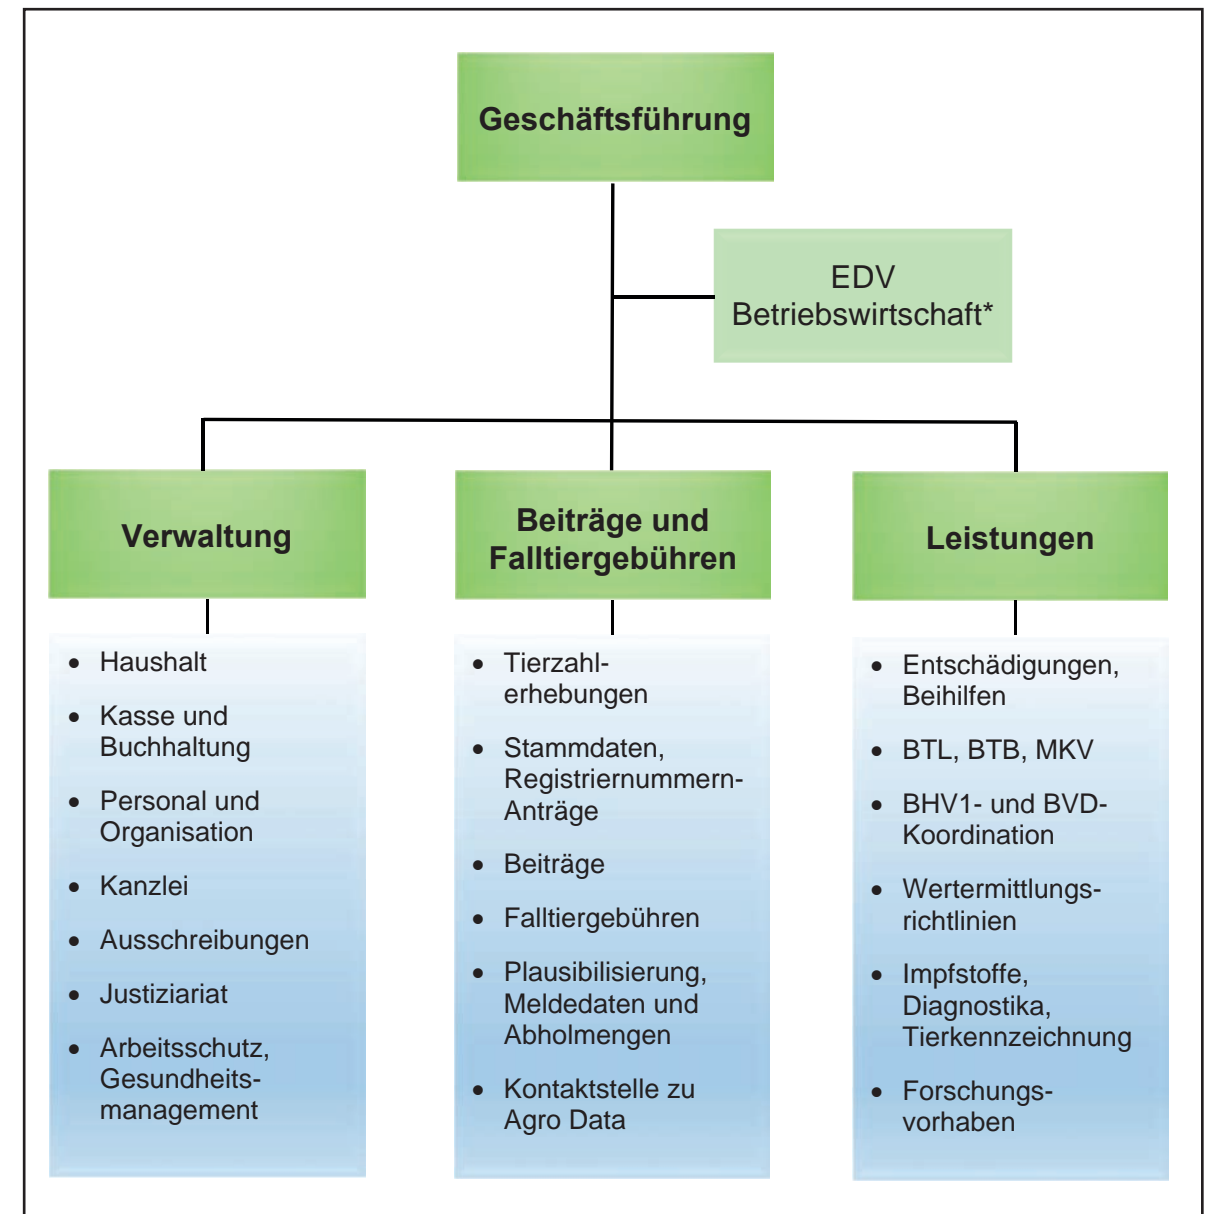 Geschäftsführung
EDV
Betriebswirtschaft*
Verwaltung
Beiträge und
Falltiergebühren
Leistungen
• Haushalt
• Kasse und
Buchhaltung
• Personal und
Organisation
• Kanzlei
• Ausschreibungen
• Justiziariat
• Arbeitsschutz,
Gesundheits-
management
• Tierzahl-
erhebungen
• Stammdaten,
Registriernummern-
Anträge
• Beiträge
• Falltiergebühren
• Plausibilisierung,
Meldedaten und
Abholmengen
• Kontaktstelle zu
Agro Data
• Entschädigungen,
Beihilfen
• BTL, BTB, MKV
• BHV1- und BVD-
Koordination
• Wertermittlungs-
richtlinien
• Impfstoffe,
Diagnostika,
Tierkennzeichnung
• Forschungs-
vorhaben